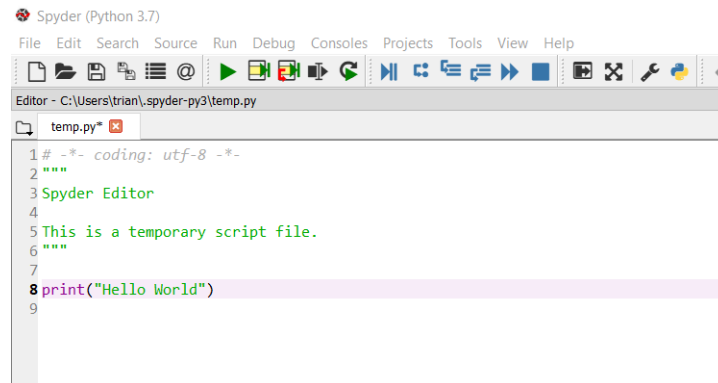 Spyder (Python 3.7)
File Edit Search Source Run Debug Consoles Projects Tools View Help
Editor - C:\Users\trian\.spyder-py3\temp.py
temp.py*
1 # -*- coding: utf-8 -*-
2 """
3 Spyder Editor
4
5 This is a temporary script file.
6 """
7
8 print("Hello World")
9